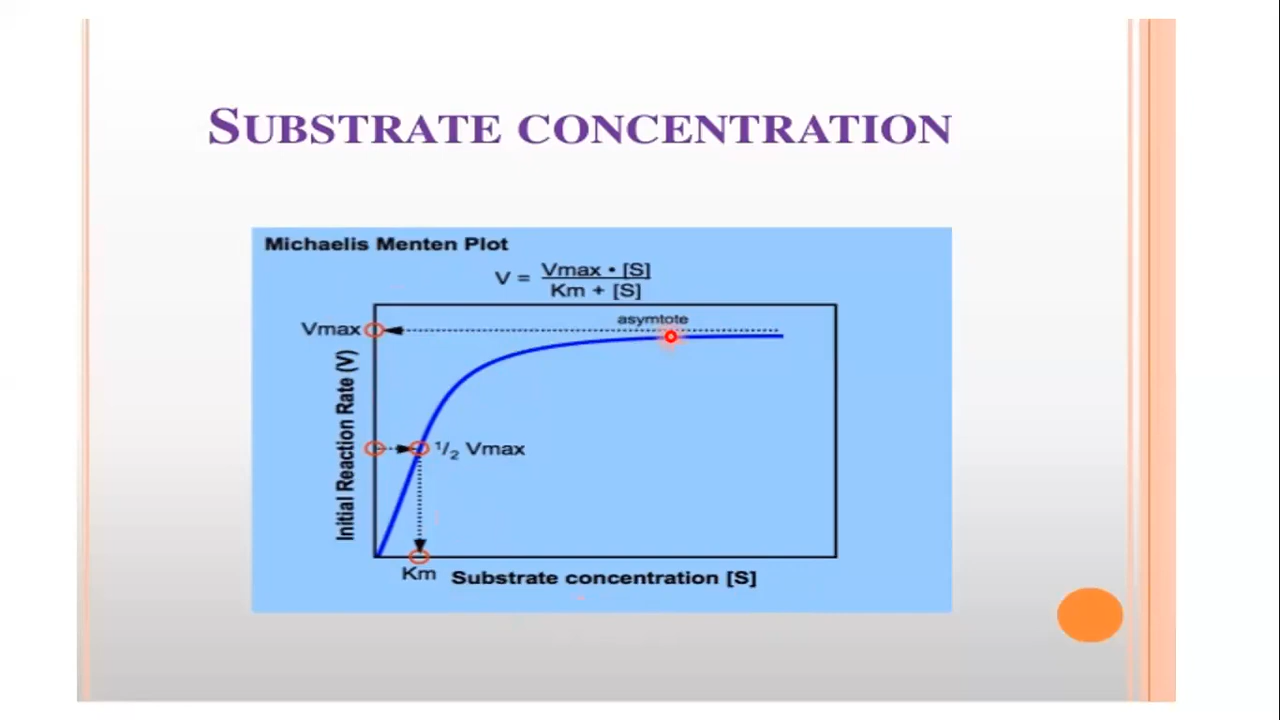 SUBSTRATE CONCENTRATION
Michaelis Menten Plot
V = Vmax • [S]
Km + [S]
asymtote
Vmax
Initial Reaction Rate (V)
1/2 Vmax
Km
Substrate concentration [S]